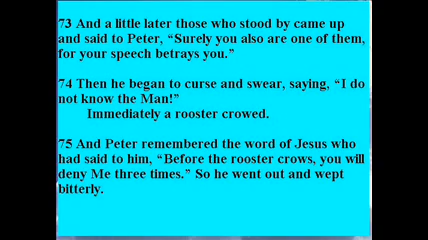 73 And a little later those who stood by came up
and said to Peter, “Surely you also are one of them,
for your speech betrays you.”
74 Then he began to curse and swear, saying, “I do
not know the Man!”
Immediately a rooster crowed.
75 And Peter remembered the word of Jesus who
had said to him, “Before the rooster crows, you will
deny Me three times.” So he went out and wept
bitterly.